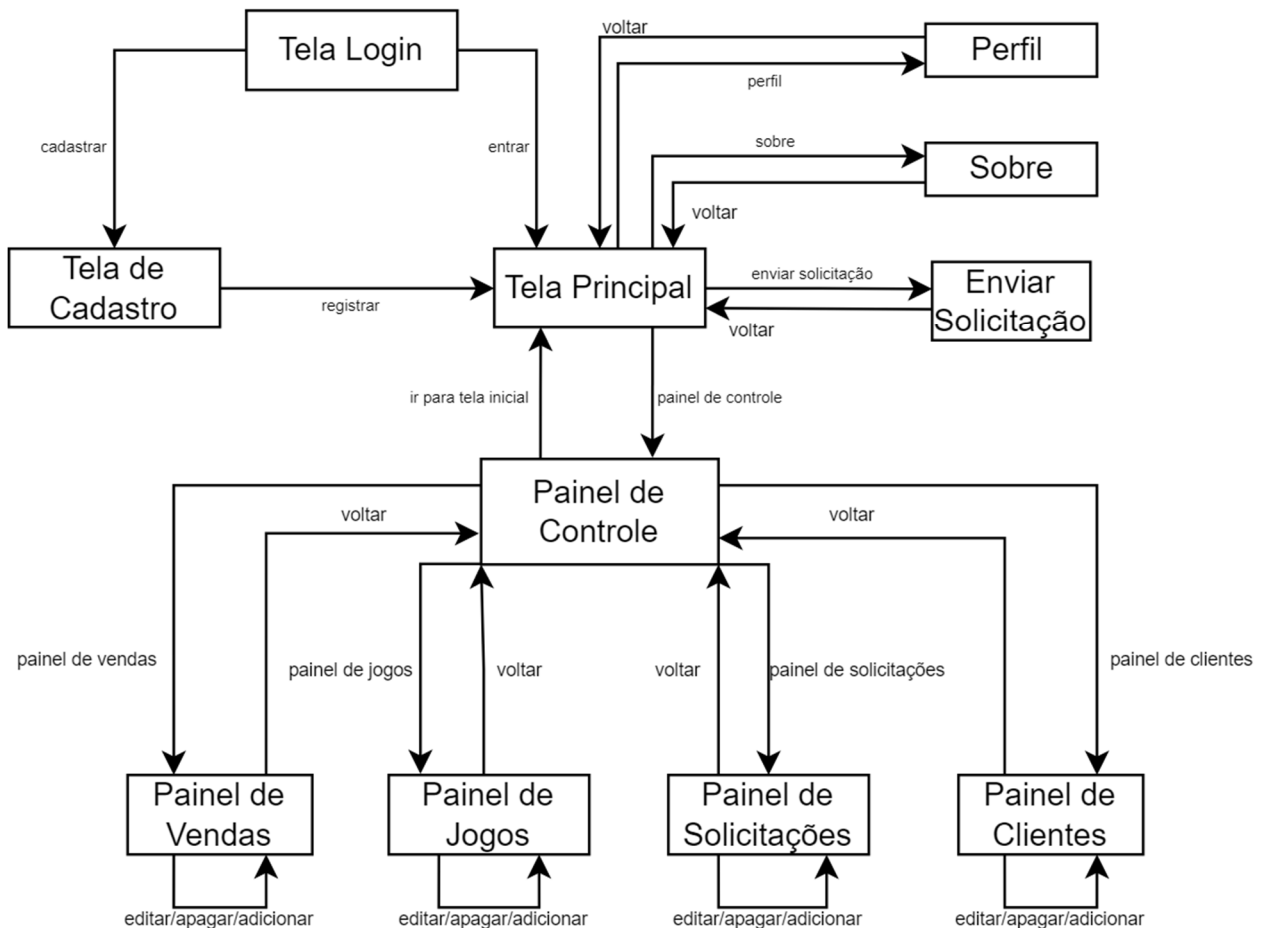 Tela Login
voltar
Perfil
perfil
cadastrar
entrar
sobre
Sobre
voltar
Tela de
Cadastro
registrar
Tela Principal
enviar solicitação
voltar
Enviar
Solicitação
ir para tela inicial
painel de controle
Painel de
Controle
voltar
voltar
painel de vendas
painel de jogos
voltar
voltar
painel de solicitações
painel de clientes
Painel de
Vendas
Painel de
Jogos
Painel de
Solicitações
Painel de
Clientes
editar/apagar/adicionar
editar/apagar/adicionar
editar/apagar/adicionar
editar/apagar/adicionar